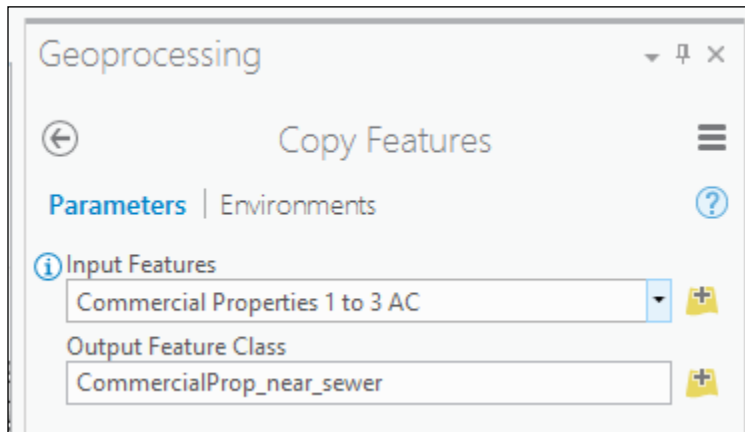 Geoprocessing
Copy Features
Parameters | Environments
Input Features
Commercial Properties 1 to 3 AC
Output Feature Class
CommercialProp_near_sewer